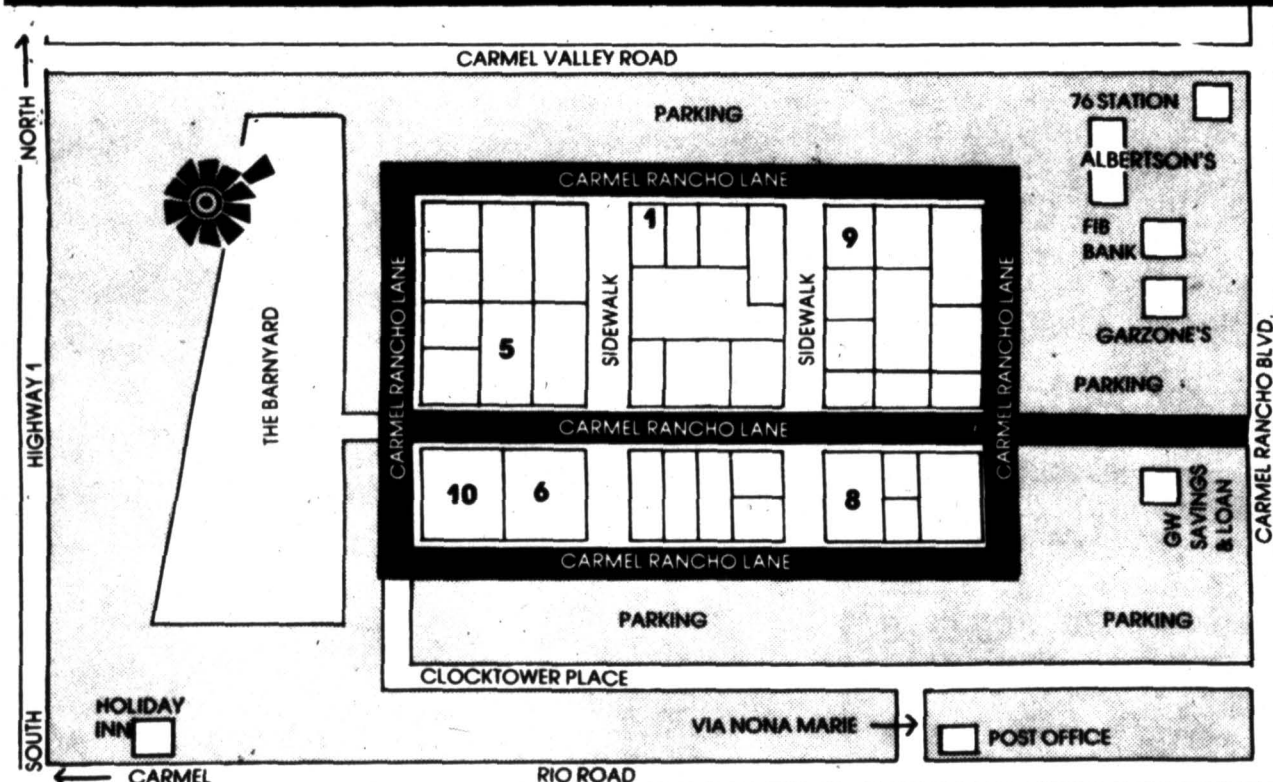 CARMEL VALLEY ROAD
NORTH
PARKING
76 STATION
ALBERTSON'S
CARMEL RANCHO LANE
1
9
FIB
BANK
CARMEL RANCHO LANE
SIDEWALK
SIDEWALK
CARMEL RANCHO LANE
5
GARZONE'S
THE BARNYARD
HIGHWAY 1
PARKING
CARMEL RANCHO BLVD.
CARMEL RANCHO LANE
10
6
8
GW
SAVINGS
& LOAN
CARMEL RANCHO LANE
PARKING
PARKING
CLOCKTOWER PLACE
HOLIDAY
INN
VIA NONA MARIE
POST OFFICE
SOUTH
CARMEL
RIO ROAD